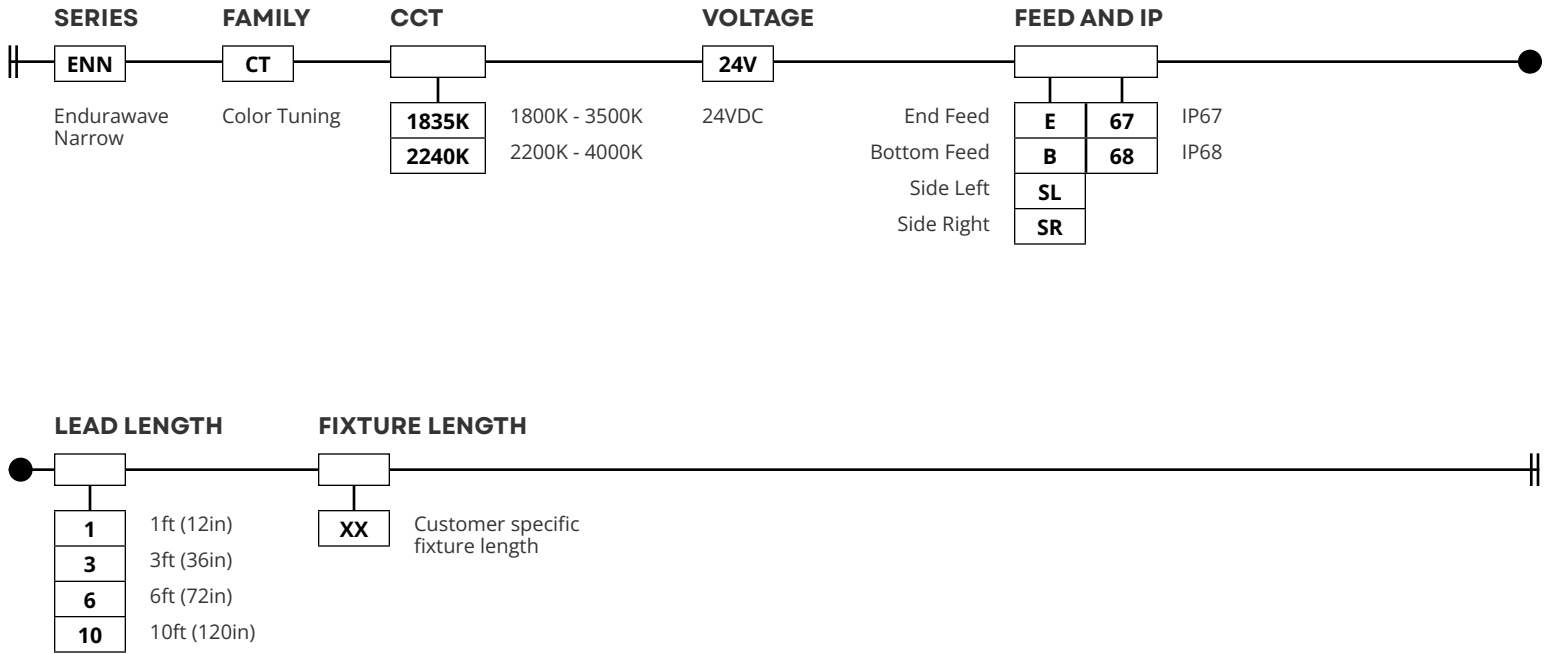 SERIES FAMILY CCT VOLTAGE FEED AND IP
ENN CT 24V
Endurawave Color Tuning 1835K 1800K - 3500K 24VDC End Feed E 67 IP67
Narrow
2240K 2200K - 4000K Bottom Feed B 68 IP68
Side Left SL
Side Right SR
LEAD LENGTH FIXTURE LENGTH
1 1ft (12in) XX Customer specific
fixture length
3 3ft (36in)
6 6ft (72in)
10 10ft (120in)